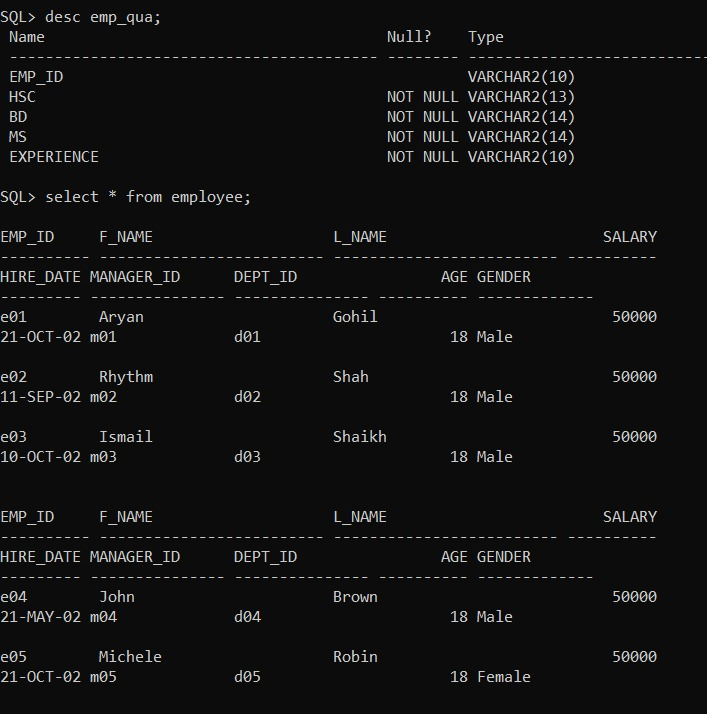 SQL> desc emp_qua;
 Name                                      Null?    Type
 ----------------------------------------- -------- ---------------------------
 EMP_ID                                             VARCHAR2(10)
 HSC                                       NOT NULL VARCHAR2(13)
 BD                                        NOT NULL VARCHAR2(14)
 MS                                        NOT NULL VARCHAR2(14)
 EXPERIENCE                                NOT NULL VARCHAR2(10)
SQL> select * from employee;
EMP_ID     F_NAME                    L_NAME                        SALARY
---------- ------------------------- ------------------------- ----------
HIRE_DATE MANAGER_ID      DEPT_ID                AGE GENDER
--------- --------------- --------------- ---------- -------------
e01        Aryan                     Gohil                          50000
21-OCT-02 m01             d01                     18 Male
e02        Rhythm                    Shah                           50000
11-SEP-02 m02             d02                     18 Male
e03        Ismail                    Shaikh                         50000
10-OCT-02 m03             d03                     18 Male
EMP_ID     F_NAME                    L_NAME                        SALARY
---------- ------------------------- ------------------------- ----------
HIRE_DATE MANAGER_ID      DEPT_ID                AGE GENDER
--------- --------------- --------------- ---------- -------------
e04        John                      Brown                          50000
21-MAY-02 m04             d04                     18 Male
e05        Michele                   Robin                          50000
21-OCT-02 m05             d05                     18 Female